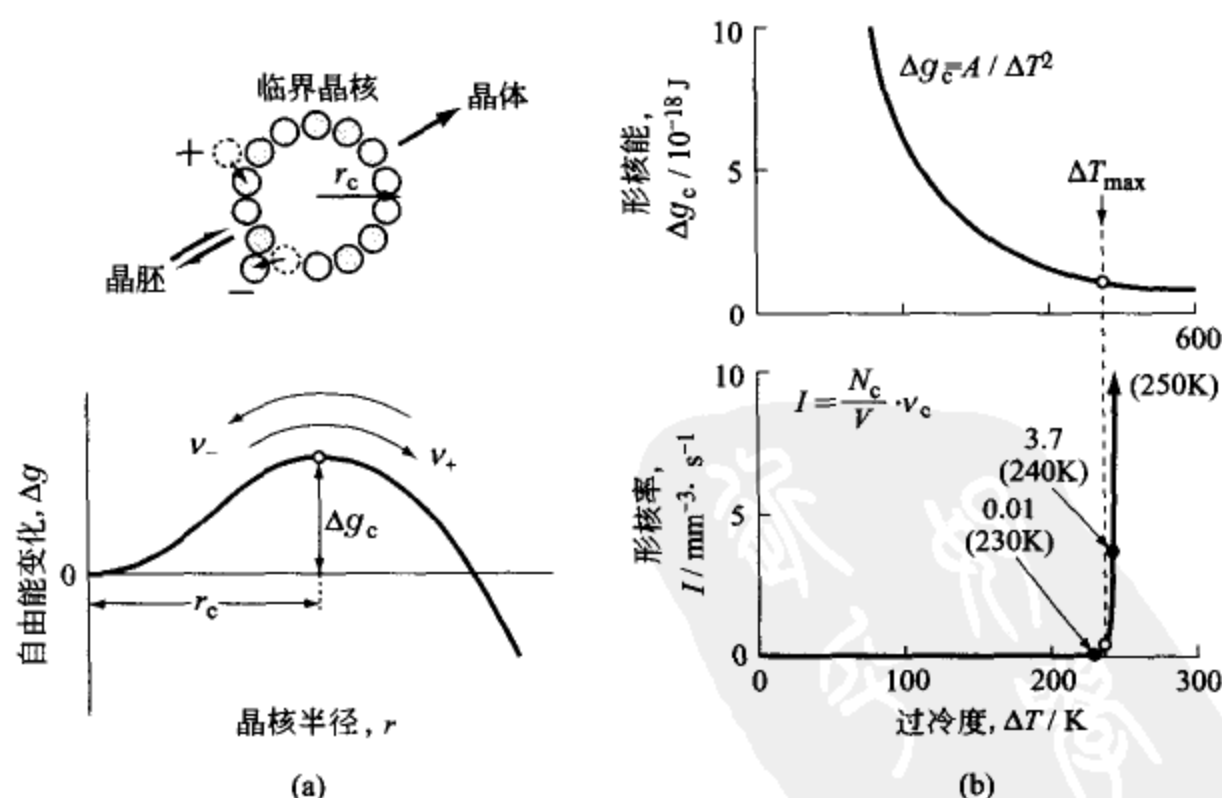 临界晶核
晶体
+
r_c
晶胚
−
自由能变化, Δg
ν_−
ν_+
Δg_c
0
r_c
晶核半径, r
(a)
形核能,
Δg_c / 10^{-18} J
10
5
0
Δg_c=A / ΔT^2
ΔT_max
600
形核率,
I / mm^{-3}· s^{-1}
10
5
0
I = N_c/V · ν_c
(250K)
3.7
(240K)
0.01
(230K)
0 100 200 300
过冷度, ΔT / K
(b)